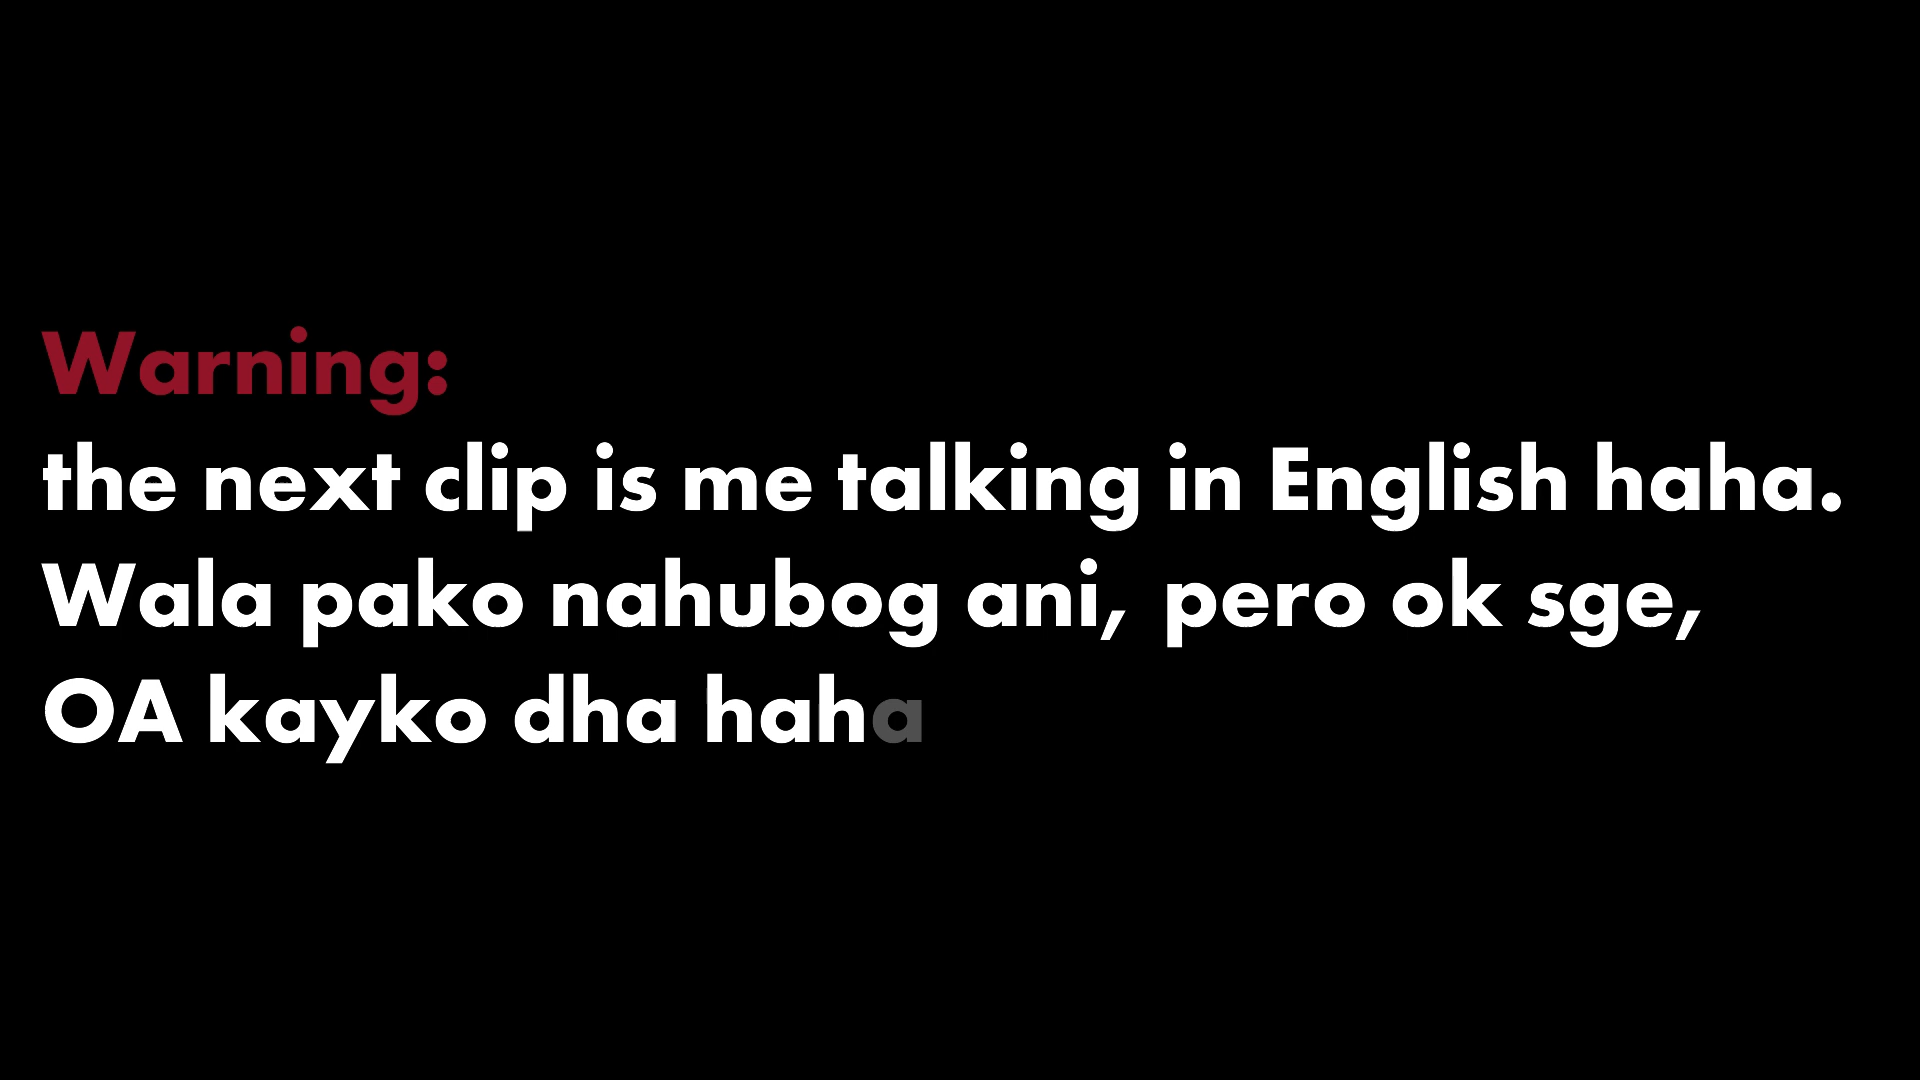 Warning:
the next clip is me talking in English haha.
Wala pako nahubog ani, pero ok sge,
OA kayko dha haha